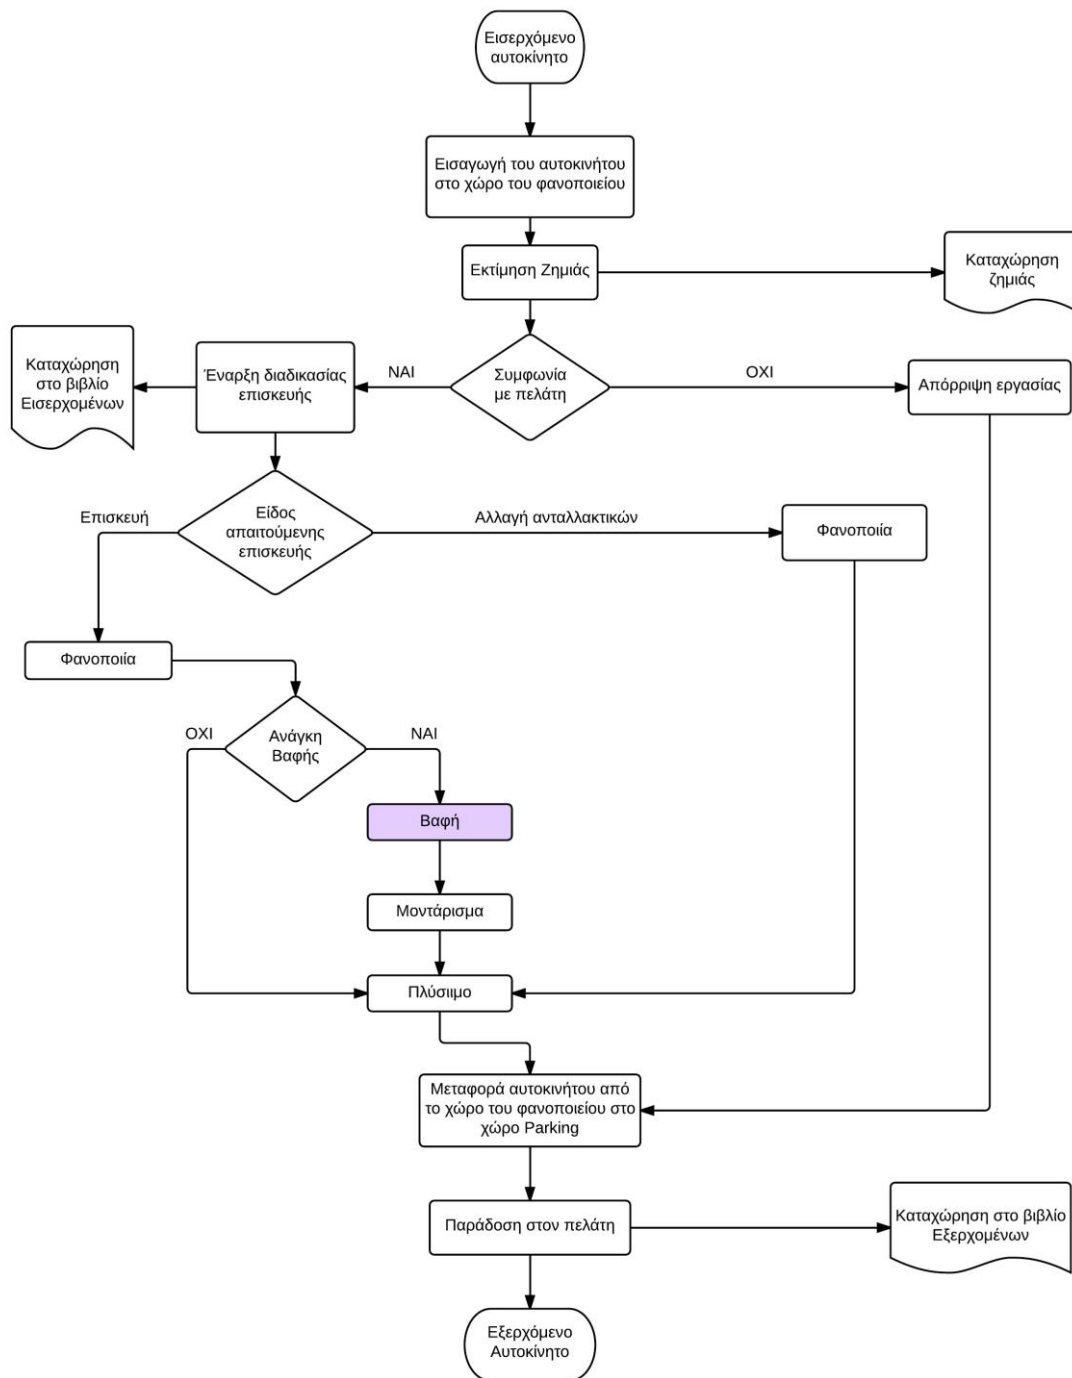 Εισερχόμενο
αυτοκίνητο
Εισαγωγή του αυτοκινήτου
στο χώρο του φανοποιείου
Εκτίμηση Ζημιάς
Καταχώρηση
ζημιάς
Καταχώρηση
στο βιβλίο
Εισερχομένων
Έναρξη διαδικασίας
επισκευής
ΝΑΙ
Συμφωνία
με πελάτη
ΟΧΙ
Απόρριψη εργασίας
Επισκευή
Είδος
απαιτούμενης
επισκευής
Αλλαγή ανταλλακτικών
Φανοποιία
Φανοποιία
ΟΧΙ
Ανάγκη
Βαφής
ΝΑΙ
Βαφή
Μοντάρισμα
Πλύσιιμο
Μεταφορά αυτοκινήτου από
το χώρο του φανοποιείου στο
χώρο Parking
Παράδοση στον πελάτη
Καταχώρηση στο βιβλίο
Εξερχομένων
Εξερχόμενο
Αυτοκίνητο